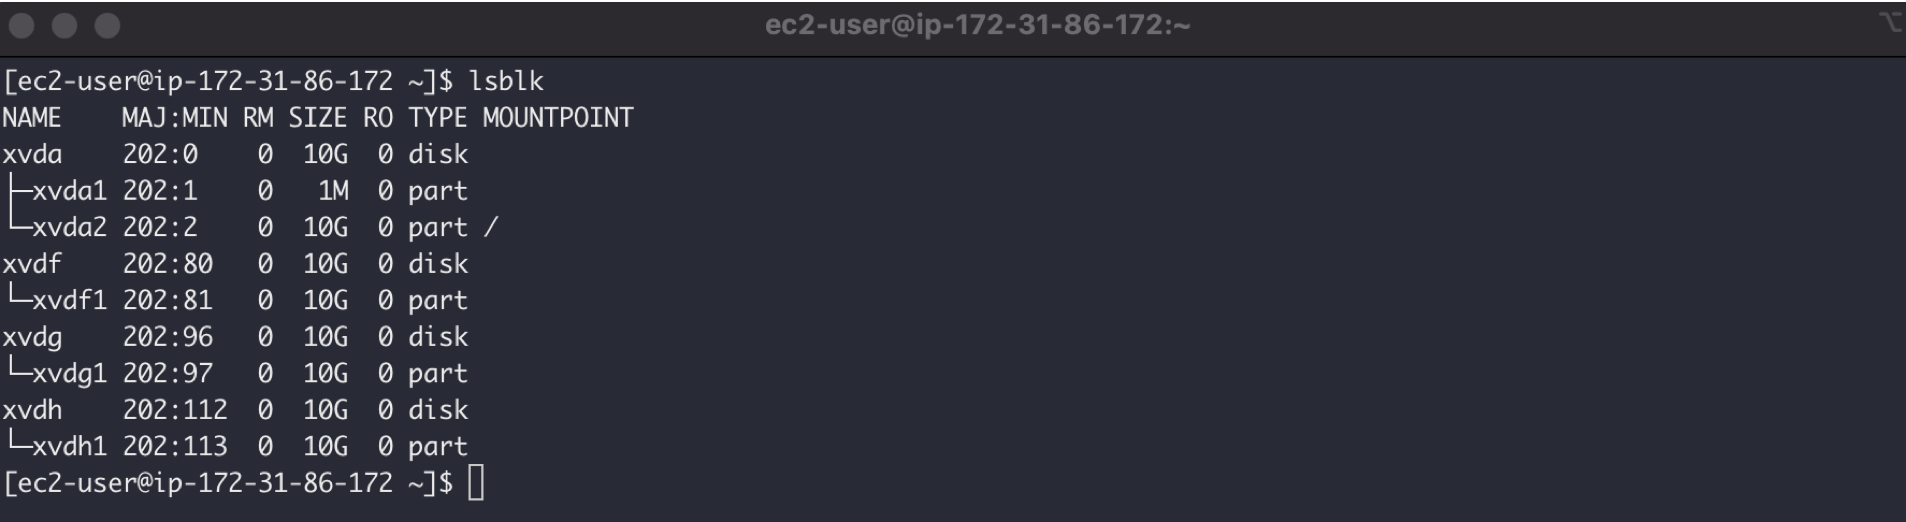 ec2-user@ip-172-31-86-172:~
[ec2-user@ip-172-31-86-172 ~]$ lsblk
NAME    MAJ:MIN RM SIZE RO TYPE MOUNTPOINT
xvda    202:0    0  10G  0 disk
├─xvda1 202:1    0   1M  0 part
└─xvda2 202:2    0  10G  0 part /
xvdf    202:80   0  10G  0 disk
└─xvdf1 202:81   0  10G  0 part
xvdg    202:96   0  10G  0 disk
└─xvdg1 202:97   0  10G  0 part
xvdh    202:112  0  10G  0 disk
└─xvdh1 202:113  0  10G  0 part
[ec2-user@ip-172-31-86-172 ~]$